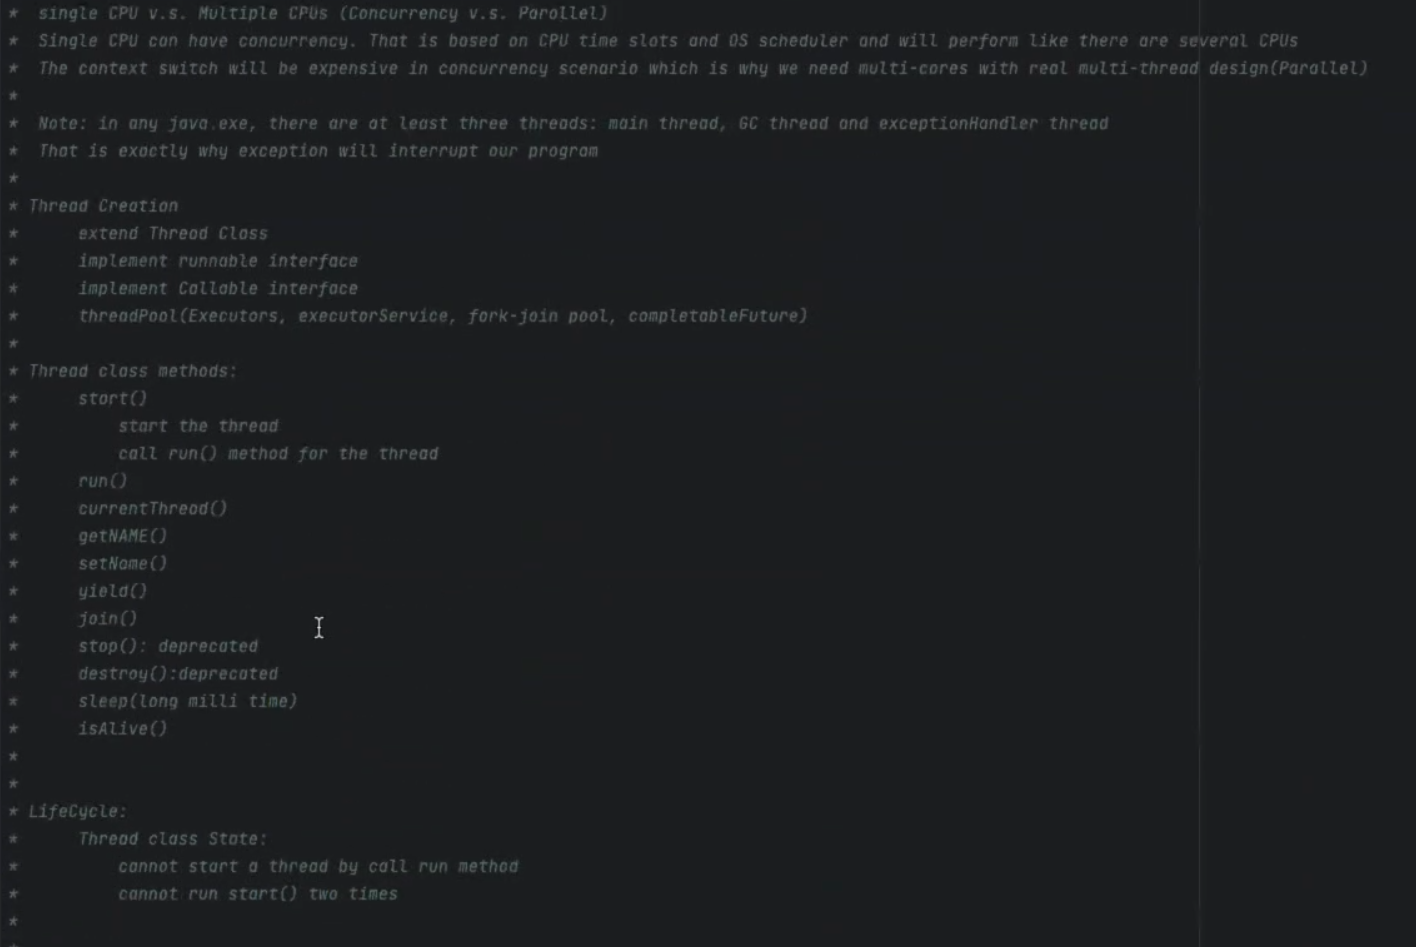 * single CPU v.s. Multiple CPUs (Concurrency v.s. Parallel)
* Single CPU can have concurrency. That is based on CPU time slots and OS scheduler and will perform like there are several CPUs
* The context switch will be expensive in concurrency scenario which is why we need multi-cores with real multi-thread design(Parallel)
*
* Note: in any java.exe, there are at least three threads: main thread, GC thread and exceptionHandler thread
* That is exactly why exception will interrupt our program
*
* Thread Creation
* extend Thread Class
* implement runnable interface
* implement Callable interface
* threadPool(Executors, executorService, fork-join pool, completableFuture)
*
* Thread class methods:
* start()
* start the thread
* call run() method for the thread
* run()
* currentThread()
* getNAME()
* setName()
* yield()
* join()
* stop(): deprecated
* destroy():deprecated
* sleep(long milli time)
* isAlive()
*
*
* LifeCycle:
* Thread class State:
* cannot start a thread by call run method
* cannot run start() two times
*